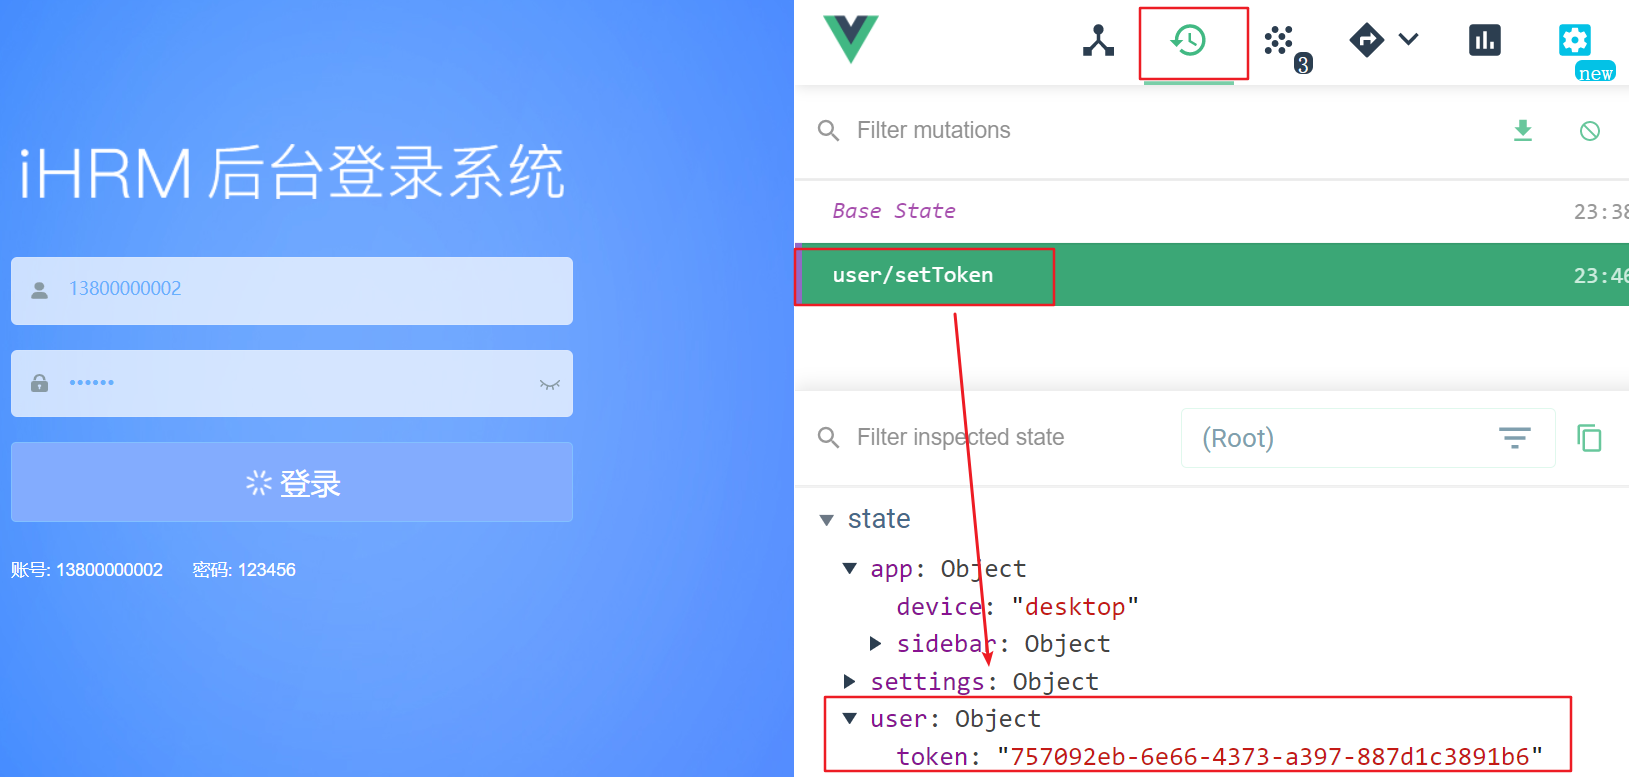 iHRM 后台登录系统
13800000002
••••••
登录
账号: 13800000002 密码: 123456
3
new
Filter mutations
Base State 23:38
user/setToken 23:46
Filter inspected state
(Root)
state
app: Object
device: "desktop"
sidebar: Object
settings: Object
user: Object
token: "757092eb-6e66-4373-a397-887d1c3891b6"